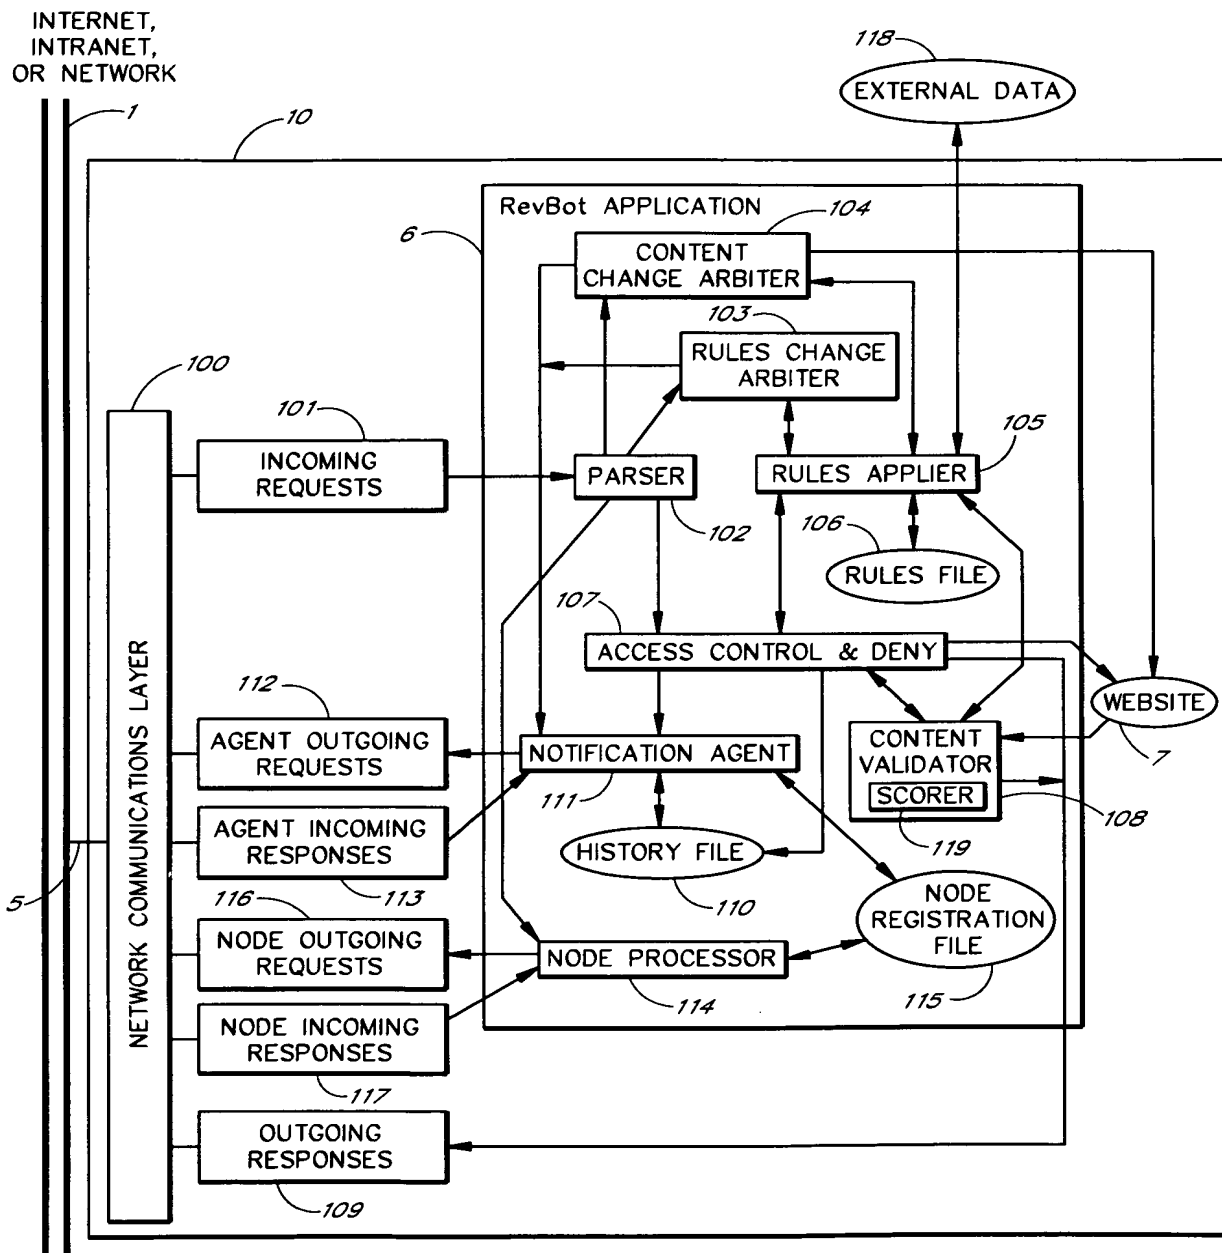 INTERNET,
INTRANET,
OR NETWORK
1
10
118
EXTERNAL DATA
RevBot APPLICATION
6
104
CONTENT
CHANGE ARBITER
103
RULES CHANGE
ARBITER
100
NETWORK COMMUNICATIONS LAYER
101
INCOMING
REQUESTS
PARSER
102
105
RULES APPLIER
106
RULES FILE
107
ACCESS CONTROL & DENY
112
AGENT OUTGOING
REQUESTS
NOTIFICATION AGENT
111
CONTENT
VALIDATOR
SCORER
119
108
WEBSITE
7
AGENT INCOMING
RESPONSES
113
HISTORY FILE
110
5
116
NODE OUTGOING
REQUESTS
NODE PROCESSOR
114
NODE
REGISTRATION
FILE
115
NODE INCOMING
RESPONSES
117
OUTGOING
RESPONSES
109